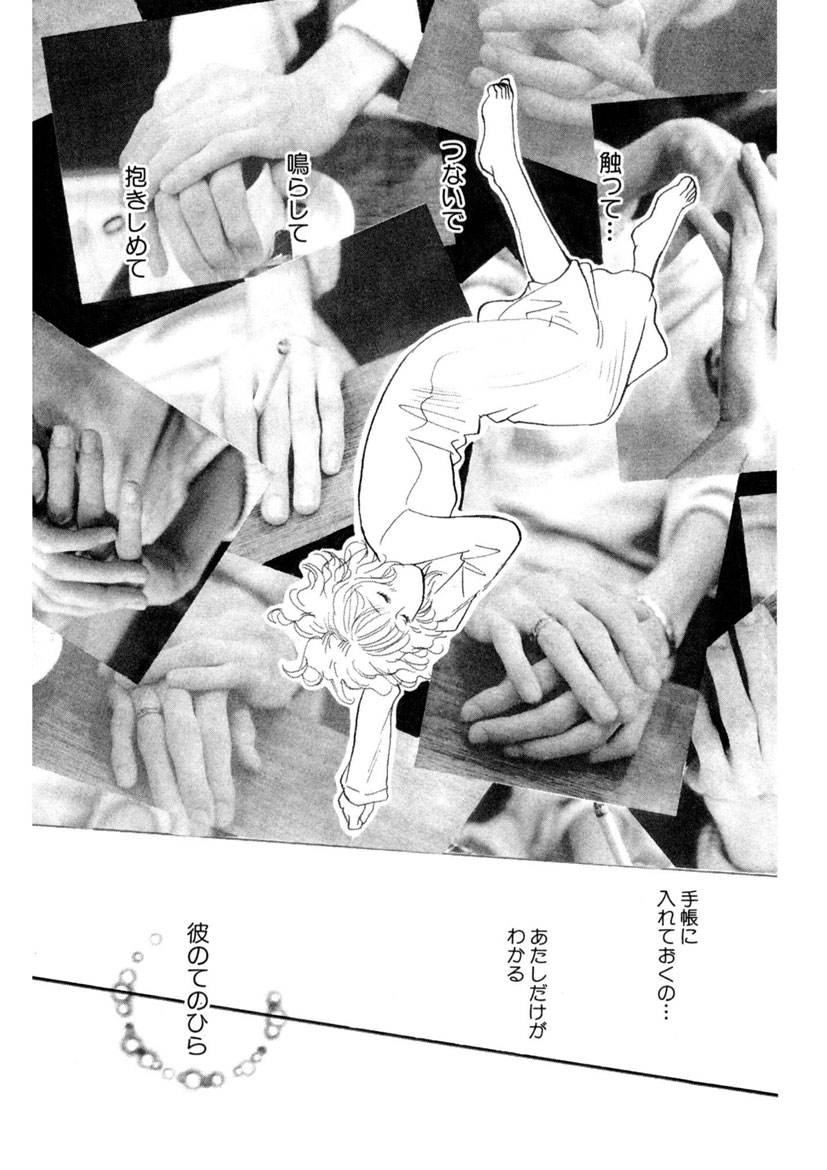 触って…
つないで
鳴らして
抱きしめて
手帳に
入れておくの…
あたしだけが
わかる
彼のてのひら